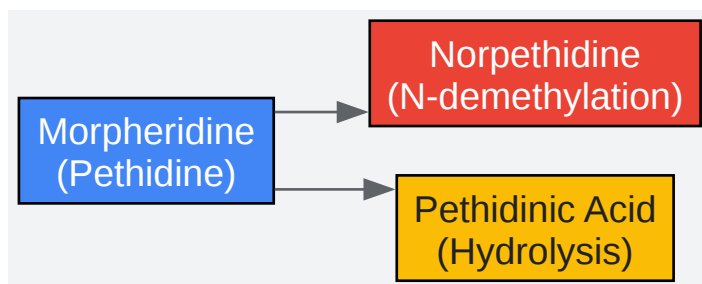 Norpethidine
(N-demethylation)
Morpheridine
(Pethidine)
Pethidinic Acid
(Hydrolysis)